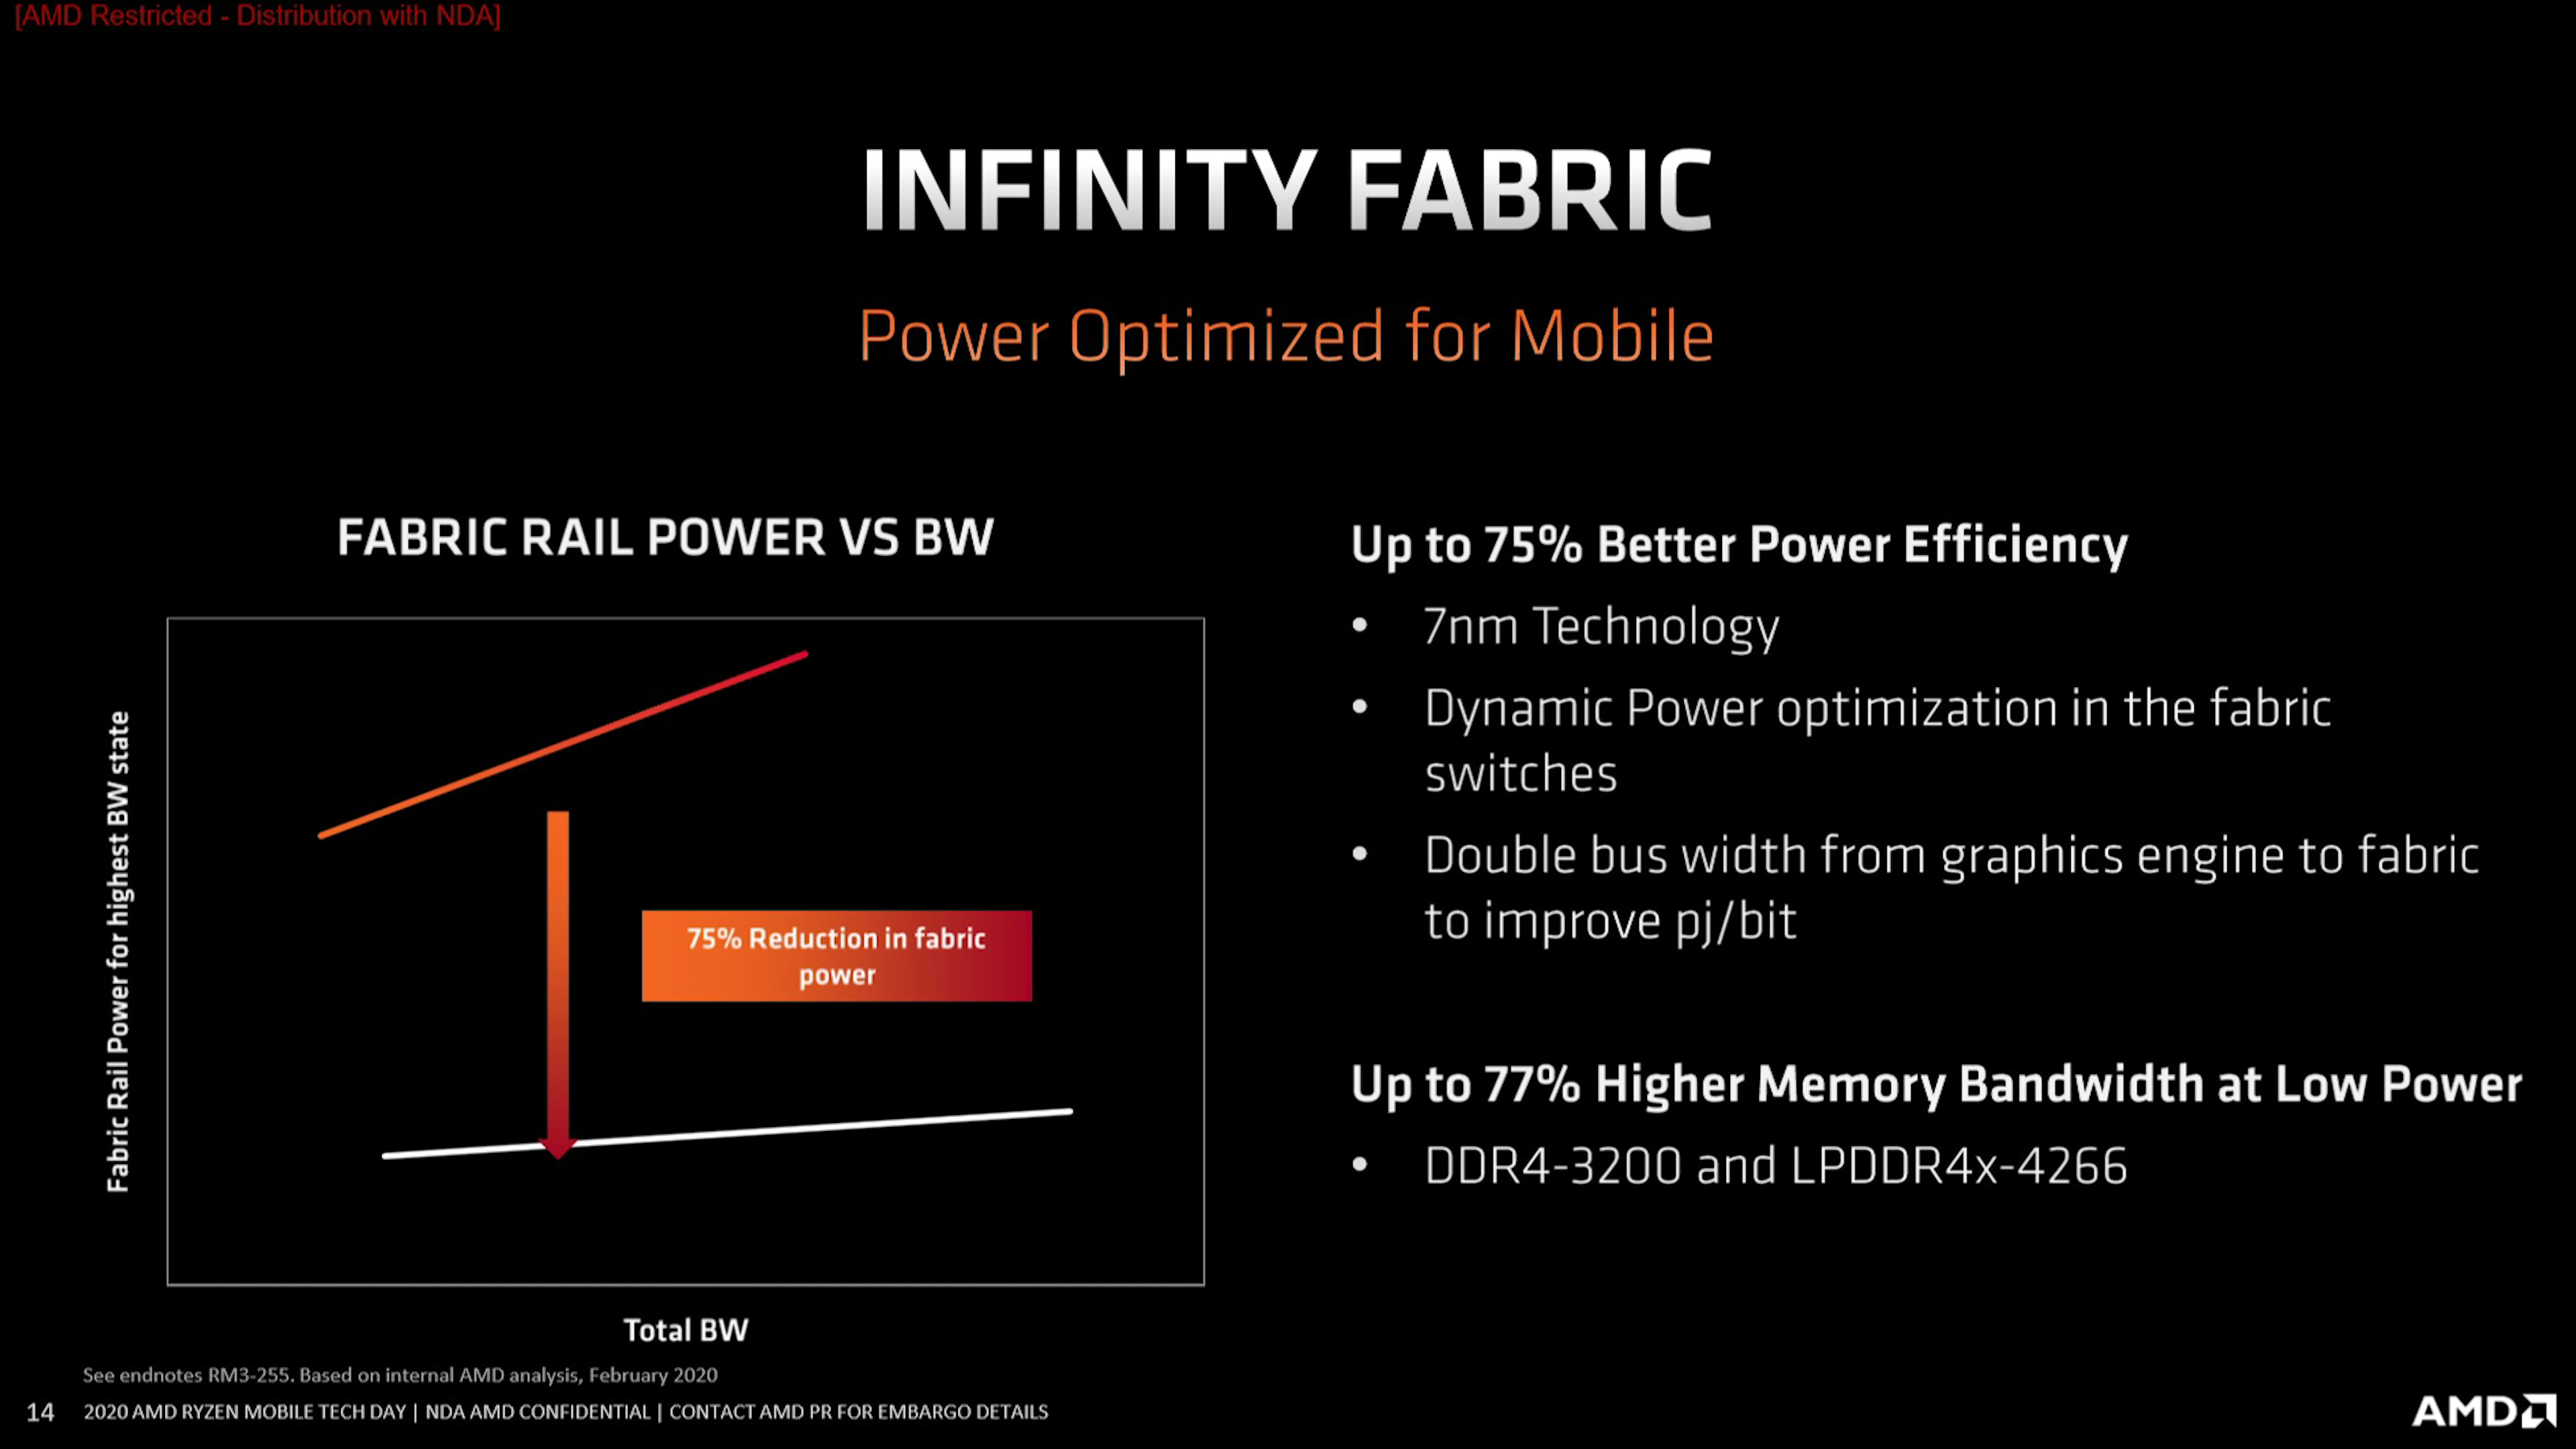 [AMD Restricted - Distribution with NDA]
INFINITY FABRIC
Power Optimized for Mobile
FABRIC RAIL POWER VS BW
Fabric Rail Power for highest BW state
75% Reduction in fabric
power
Total BW
Up to 75% Better Power Efficiency
• 7nm Technology
• Dynamic Power optimization in the fabric
switches
• Double bus width from graphics engine to fabric
to improve pj/bit
Up to 77% Higher Memory Bandwidth at Low Power
• DDR4-3200 and LPDDR4x-4266
See endnotes RM3-255. Based on internal AMD analysis, February 2020
14 2020 AMD RYZEN MOBILE TECH DAY | NDA AMD CONFIDENTIAL | CONTACT AMD PR FOR EMBARGO DETAILS
AMD